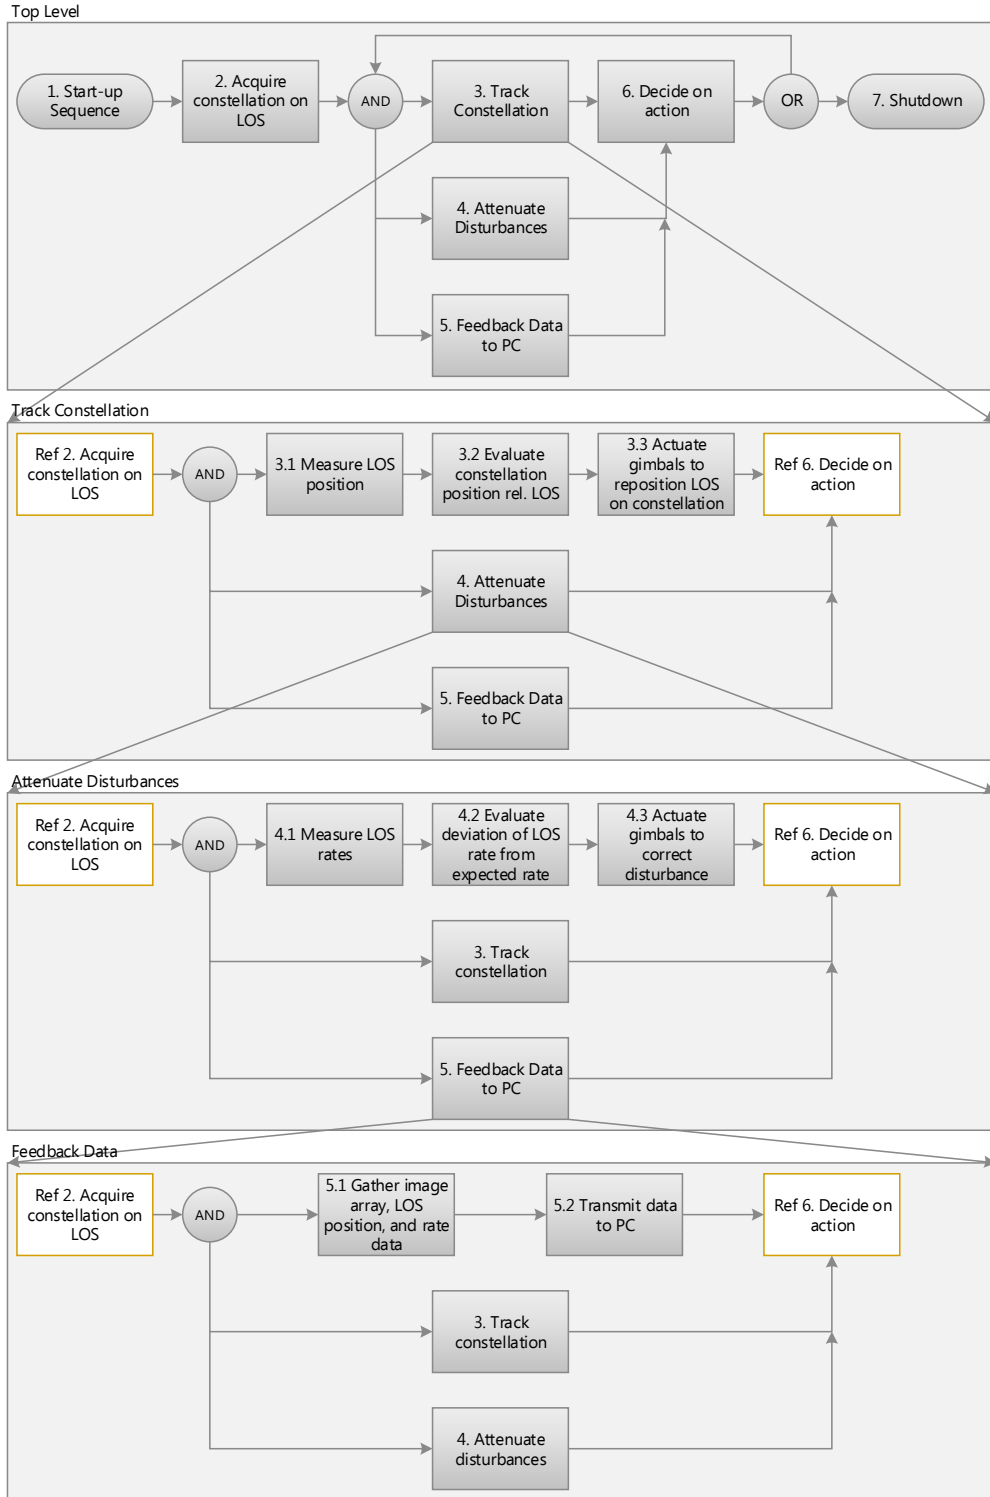 Top Level
1. Start-up
Sequence
2. Acquire
constellation on
LOS
AND
3. Track
Constellation
6. Decide on
action
OR
7. Shutdown
4. Attenuate
Disturbances
5. Feedback Data
to PC
Track Constellation
Ref 2. Acquire
constellation on
LOS
AND
3.1 Measure LOS
position
3.2 Evaluate
constellation
position rel. LOS
3.3 Actuate
gimbals to
reposition LOS
on constellation
Ref 6. Decide on
action
4. Attenuate
Disturbances
5. Feedback Data
to PC
Attenuate Disturbances
Ref 2. Acquire
constellation on
LOS
AND
4.1 Measure LOS
rates
4.2 Evaluate
deviation of LOS
rate from
expected rate
4.3 Actuate
gimbals to
correct
disturbance
Ref 6. Decide on
action
3. Track
constellation
5. Feedback Data
to PC
Feedback Data
Ref 2. Acquire
constellation on
LOS
AND
5.1 Gather image
array, LOS
position, and rate
data
5.2 Transmit data
to PC
Ref 6. Decide on
action
3. Track
constellation
4. Attenuate
disturbances